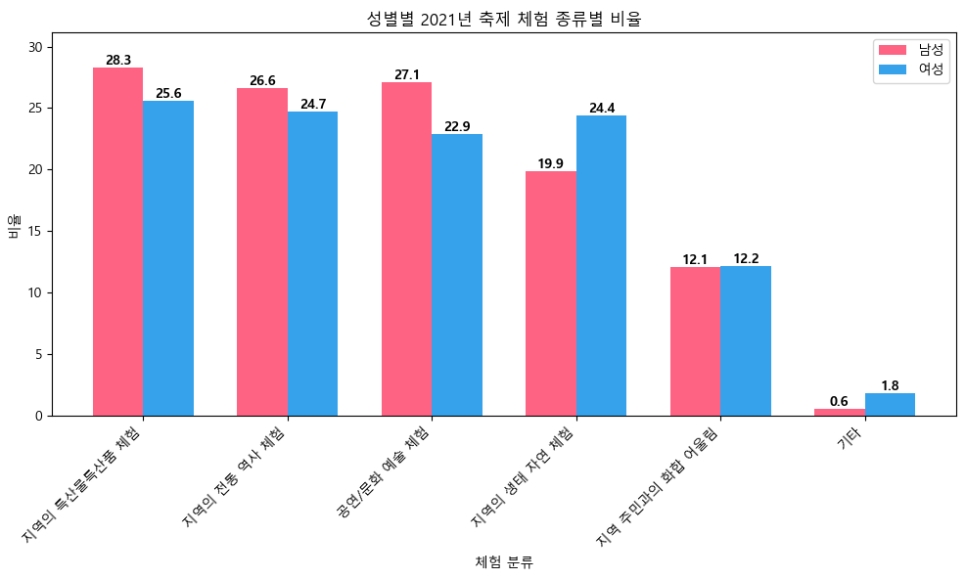 성별별 2021년 축제 체험 종류별 비율
남성
여성
비율
30
25
20
15
10
5
0
28.3
25.6
26.6
24.7
27.1
22.9
19.9
24.4
12.1
12.2
0.6
1.8
지역의 특산물특산품 체험
지역의 전통 역사 체험
공연/문화 예술 체험
지역의 생태 자연 체험
지역 주민과의 화합 어울림
기타
체험 분류